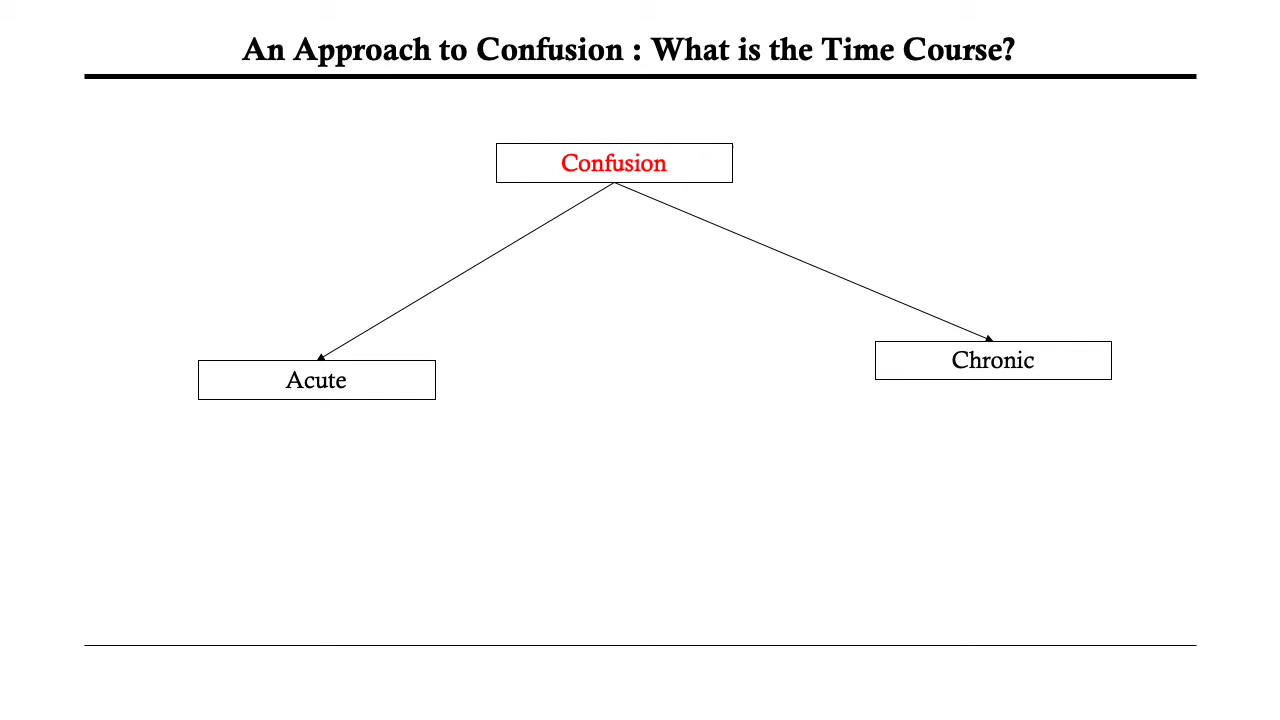 An Approach to Confusion : What is the Time Course?
Confusion
Acute
Chronic